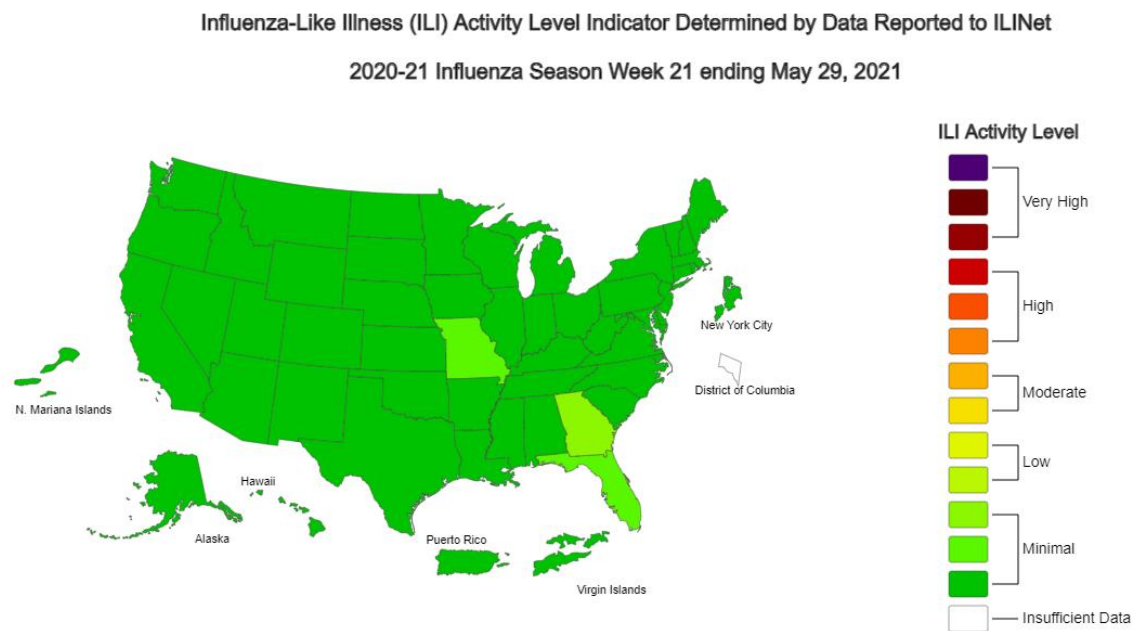 Influenza-Like Illness (ILI) Activity Level Indicator Determined by Data Reported to ILINet
2020-21 Influenza Season Week 21 ending May 29, 2021
ILI Activity Level
Very High
High
Moderate
Low
Minimal
Insufficient Data
New York City
District of Columbia
N. Mariana Islands
Hawaii
Alaska
Puerto Rico
Virgin Islands